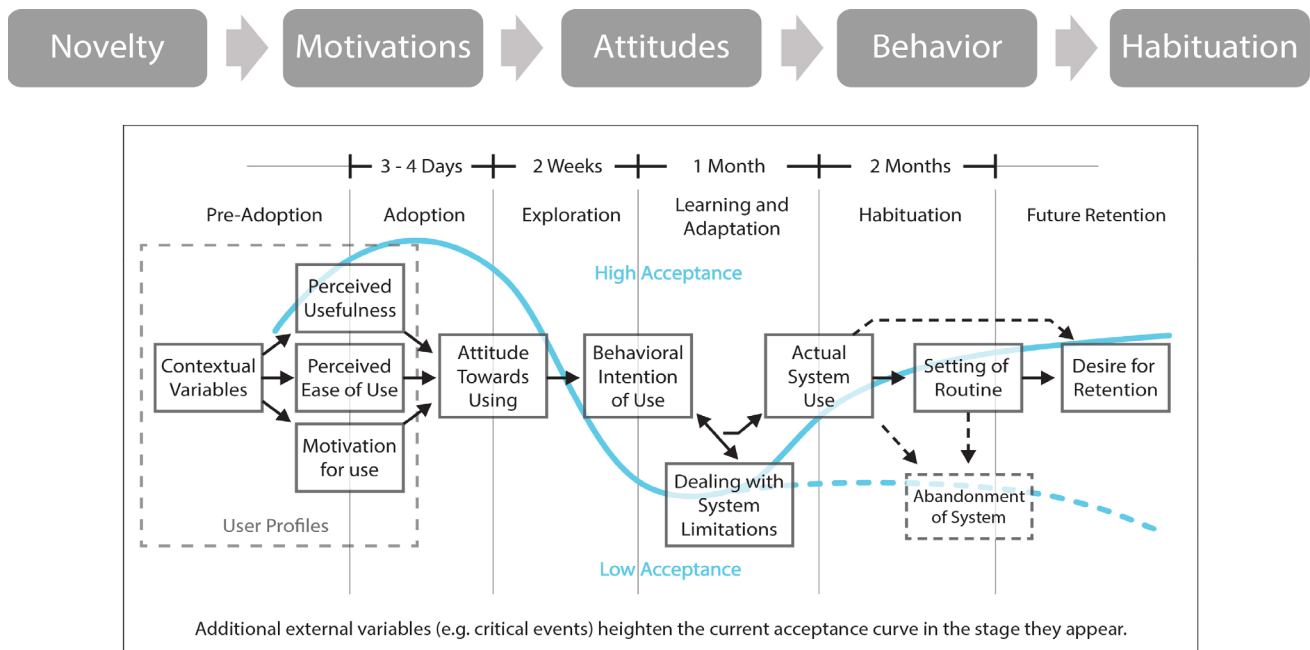 Novelty
Motivations
Attitudes
Behavior
Habituation
3 - 4 Days
2 Weeks
1 Month
2 Months
Pre-Adoption
Adoption
Exploration
Learning and
Adaptation
Habituation
Future Retention
High Acceptance
Perceived
Usefulness
Contextual
Variables
Perceived
Ease of Use
Motivation
for use
Attitude
Towards
Using
Behavioral
Intention
of Use
Actual
System
Use
Setting of
Routine
Desire for
Retention
Dealing with
System
Limitations
Abandonment
of System
User Profiles
Low Acceptance
Additional external variables (e.g. critical events) heighten the current acceptance curve in the stage they appear.